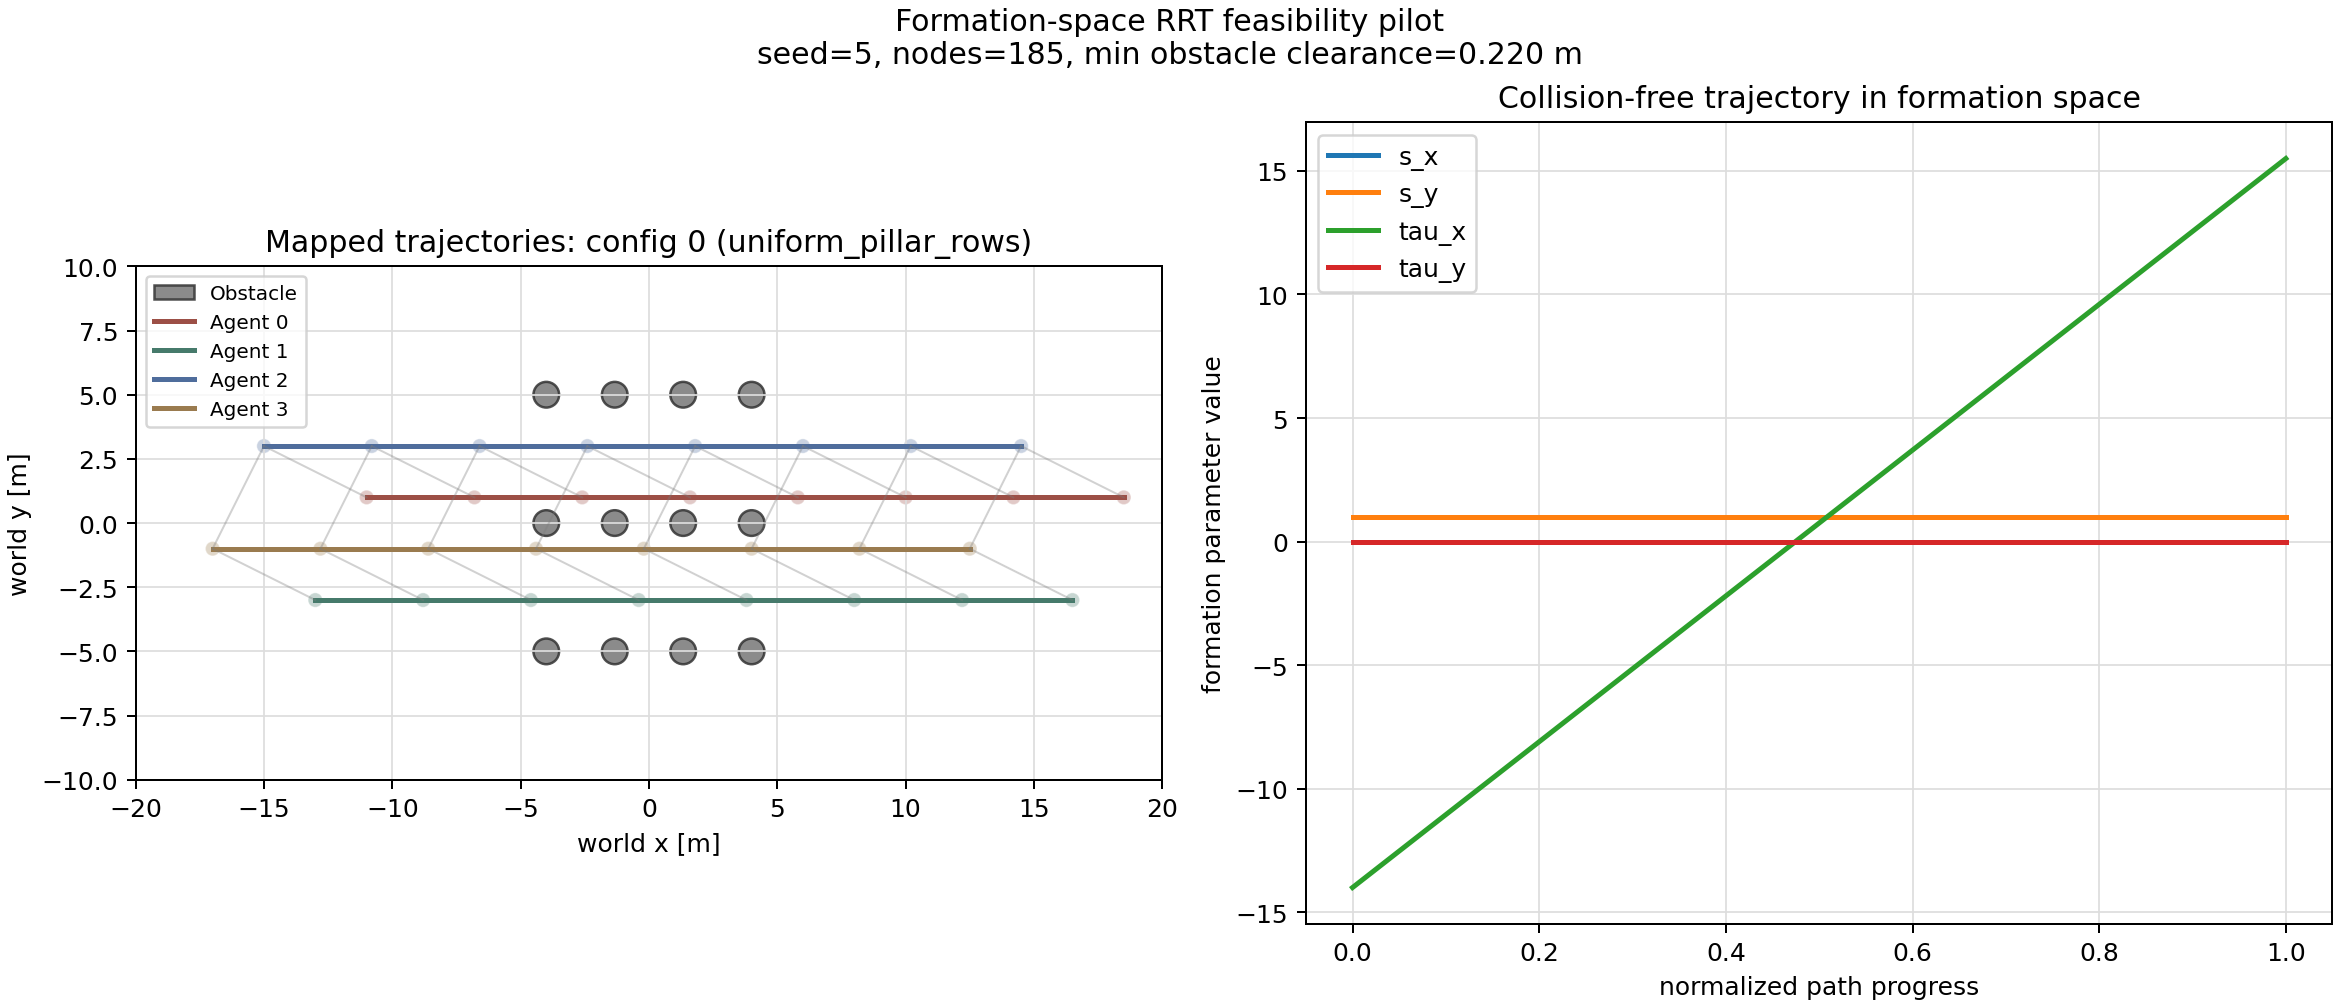 Formation-space RRT feasibility pilot
seed=5, nodes=185, min obstacle clearance=0.220 m
Mapped trajectories: config 0 (uniform_pillar_rows)
10.0
7.5
5.0
2.5
0.0
−2.5
−5.0
−7.5
−10.0
world y [m]
Obstacle
Agent 0
Agent 1
Agent 2
Agent 3
−20
−15
−10
−5
0
5
10
15
20
world x [m]
Collision-free trajectory in formation space
15
10
5
0
−5
−10
−15
formation parameter value
s_x
s_y
tau_x
tau_y
0.0
0.2
0.4
0.6
0.8
1.0
normalized path progress